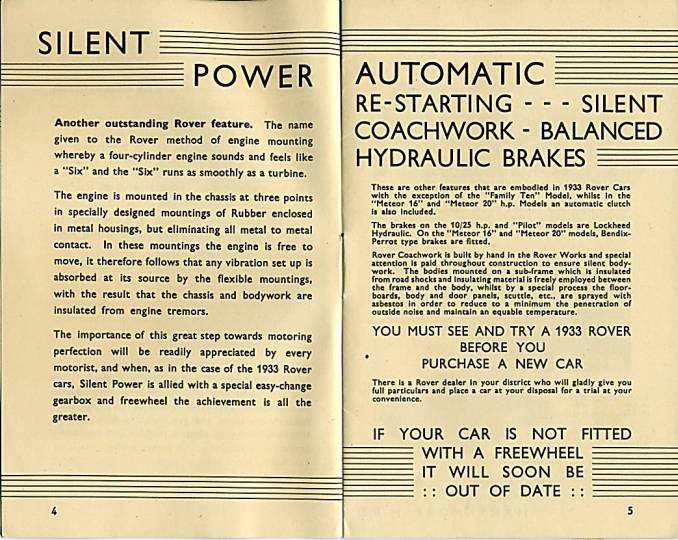 SILENT
POWER
Another outstanding Rover feature. The name
given to the Rover method of engine mounting
whereby a four-cylinder engine sounds and feels like
a "Six" and the "Six" runs as smoothly as a turbine.
The engine is mounted in the chassis at three points
in specially designed mountings of Rubber enclosed
in metal housings, but eliminating all metal to metal
contact. In these mountings the engine is free to
move, it therefore follows that any vibration set up is
absorbed at its source by the flexible mountings,
with the result that the chassis and bodywork are
insulated from engine tremors.
The importance of this great step towards motoring
perfection will be readily appreciated by every
motorist, and when, as in the case of the 1933 Rover
cars, Silent Power is allied with a special easy-change
gearbox and freewheel the achievement is all the
greater.
4
AUTOMATIC
RE-STARTING - - - SILENT
COACHWORK - BALANCED
HYDRAULIC BRAKES
These are other features that are embodied in 1933 Rover Cars
with the exception of the "Family Ten" Model, whilst in the
"Meteor 16" and "Meteor 20" h.p. Models an automatic clutch
is also included.
The brakes on the 10/25 h.p. and "Pilot" models are Lockheed
Hydraulic. On the "Meteor 16" and "Meteor 20" models, Bendix-
Perrot type brakes are fitted.
Rover Coachwork is built by hand in the Rover Works and special
attention is paid throughout construction to ensure silent body-
work. The bodies mounted on a sub-frame which is insulated
from road shocks and insulating material is freely employed between
the frame and the body, whilst by a special process the floor-
boards, body and door panels, scuttle, etc., are sprayed with
asbestos in order to reduce to a minimum the penetration of
outside noise and maintain an equable temperature.
YOU MUST SEE AND TRY A 1933 ROVER
BEFORE YOU
PURCHASE A NEW CAR
There is a Rover dealer in your district who will gladly give you
full particulars and place a car at your disposal for a trial at your
convenience.
IF YOUR CAR IS NOT FITTED
WITH A FREEWHEEL
IT WILL SOON BE
:: OUT OF DATE ::
5